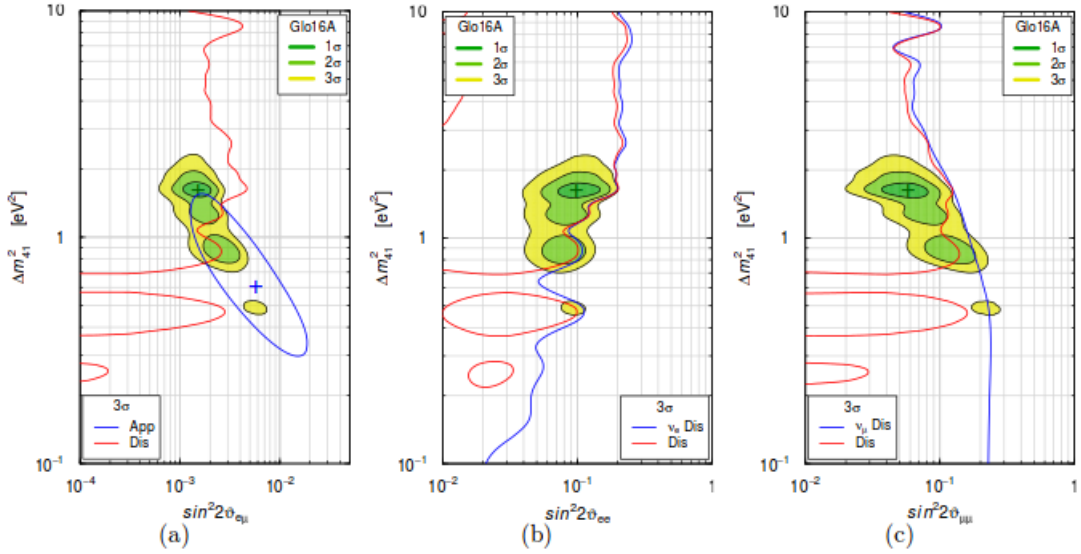 Glo16A
1σ
2σ
3σ
10
1
10⁻¹
Δm²₄₁ [eV²]
3σ
App
Dis
10⁻⁴ 10⁻³ 10⁻²
sin²2ϑₑμ
(a)
Glo16A
1σ
2σ
3σ
10
1
10⁻¹
Δm²₄₁ [eV²]
3σ
νₑ Dis
Dis
10⁻² 10⁻¹ 1
sin²2ϑₑₑ
(b)
Glo16A
1σ
2σ
3σ
10
1
10⁻¹
Δm²₄₁ [eV²]
3σ
νμ Dis
Dis
10⁻² 10⁻¹ 1
sin²2ϑμμ
(c)